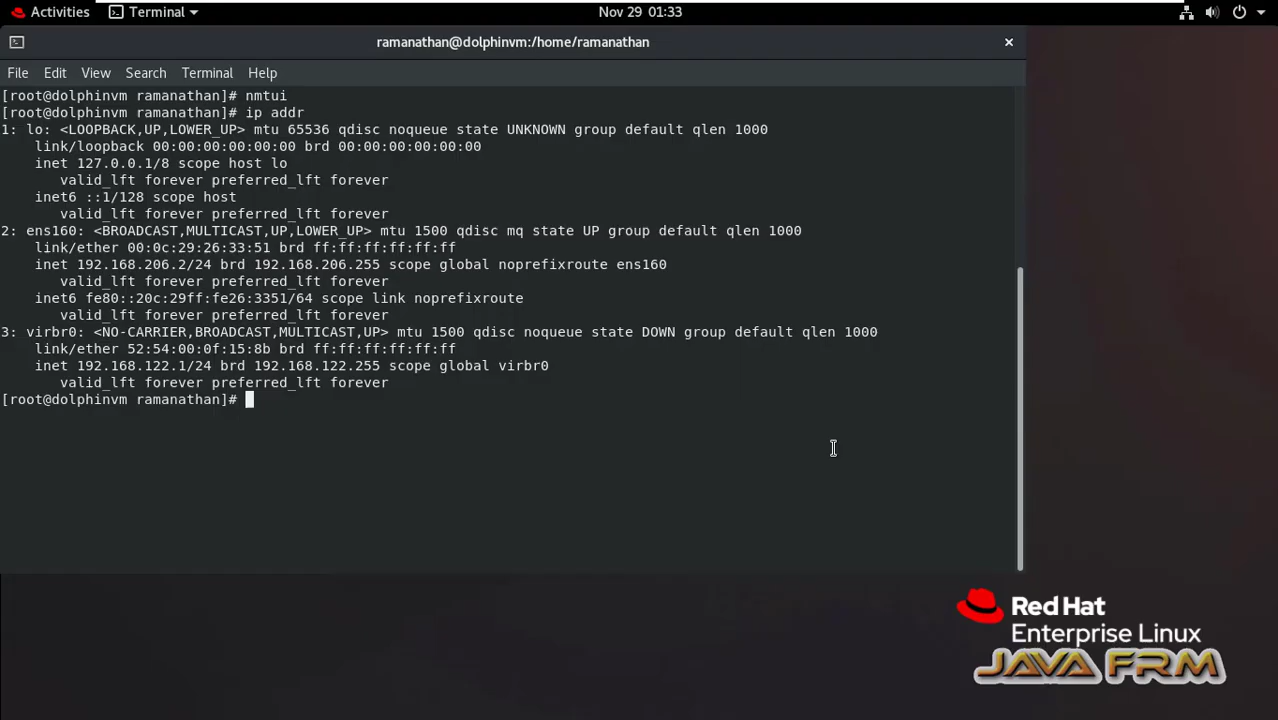 Activities Terminal Nov 29 01:33
ramanathan@dolphinvm:/home/ramanathan ×
File Edit View Search Terminal Help
[root@dolphinvm ramanathan]# nmtui
[root@dolphinvm ramanathan]# ip addr
1: lo: <LOOPBACK,UP,LOWER_UP> mtu 65536 qdisc noqueue state UNKNOWN group default qlen 1000
    link/loopback 00:00:00:00:00:00 brd 00:00:00:00:00:00
    inet 127.0.0.1/8 scope host lo
       valid_lft forever preferred_lft forever
    inet6 ::1/128 scope host
       valid_lft forever preferred_lft forever
2: ens160: <BROADCAST,MULTICAST,UP,LOWER_UP> mtu 1500 qdisc mq state UP group default qlen 1000
    link/ether 00:0c:29:26:33:51 brd ff:ff:ff:ff:ff:ff
    inet 192.168.206.2/24 brd 192.168.206.255 scope global noprefixroute ens160
       valid_lft forever preferred_lft forever
    inet6 fe80::20c:29ff:fe26:3351/64 scope link noprefixroute
       valid_lft forever preferred_lft forever
3: virbr0: <NO-CARRIER,BROADCAST,MULTICAST,UP> mtu 1500 qdisc noqueue state DOWN group default qlen 1000
    link/ether 52:54:00:0f:15:8b brd ff:ff:ff:ff:ff:ff
    inet 192.168.122.1/24 brd 192.168.122.255 scope global virbr0
       valid_lft forever preferred_lft forever
[root@dolphinvm ramanathan]#
Red Hat
Enterprise Linux
JAVA FRM